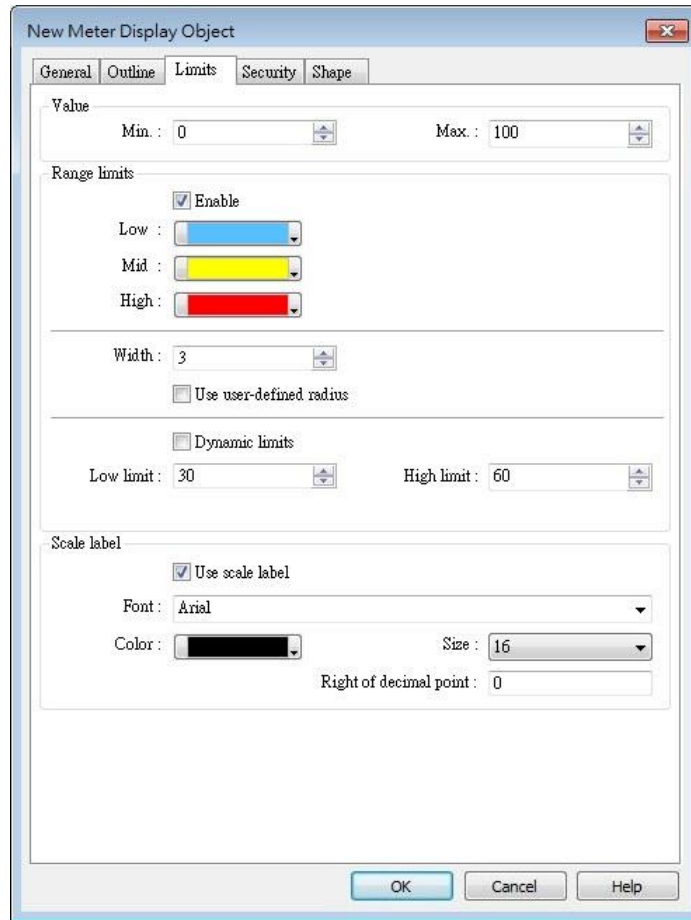 New Meter Display Object
General Outline Limits Security Shape
Value
Min. : 0 Max. : 100
Range limits
Enable
Low :
Mid :
High :
Width : 3
Use user-defined radius
Dynamic limits
Low limit : 30 High limit : 60
Scale label
Use scale label
Font : Arial
Color : Size : 16
Right of decimal point : 0
OK Cancel Help